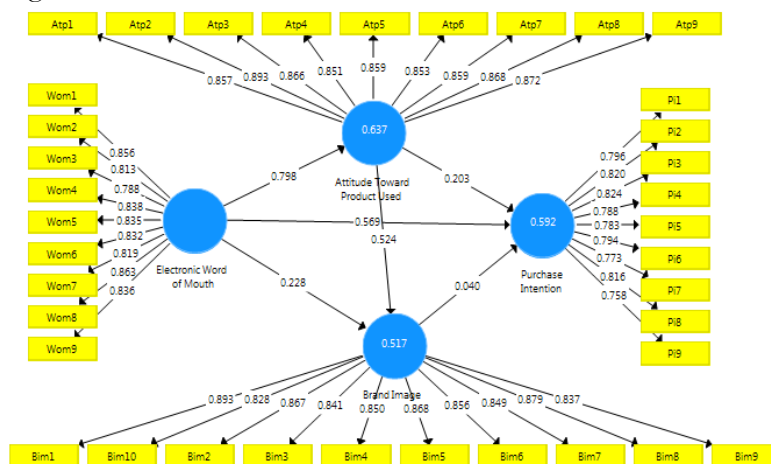 Atp1 Atp2 Atp3 Atp4 Atp5 Atp6 Atp7 Atp8 Atp9
0.857 0.893 0.866 0.851 0.859 0.853 0.859 0.868 0.872
Wom1
Wom2
Wom3
Wom4
Wom5
Wom6
Wom7
Wom8
Wom9
0.856
0.813
0.788
0.838
0.835
0.832
0.819
0.863
0.836
Electronic Word
of Mouth
0.798
0.637
Attitude Toward
Product Used
0.203
0.569
0.524
0.228
0.592
Purchase
Intention
0.040
0.517
Brand Image
0.796
0.820
0.824
0.788
0.783
0.794
0.773
0.816
0.758
Pi1
Pi2
Pi3
Pi4
Pi5
Pi6
Pi7
Pi8
Pi9
0.893 0.828 0.867 0.841 0.850 0.868 0.856 0.849 0.879 0.837
Bim1 Bim10 Bim2 Bim3 Bim4 Bim5 Bim6 Bim7 Bim8 Bim9